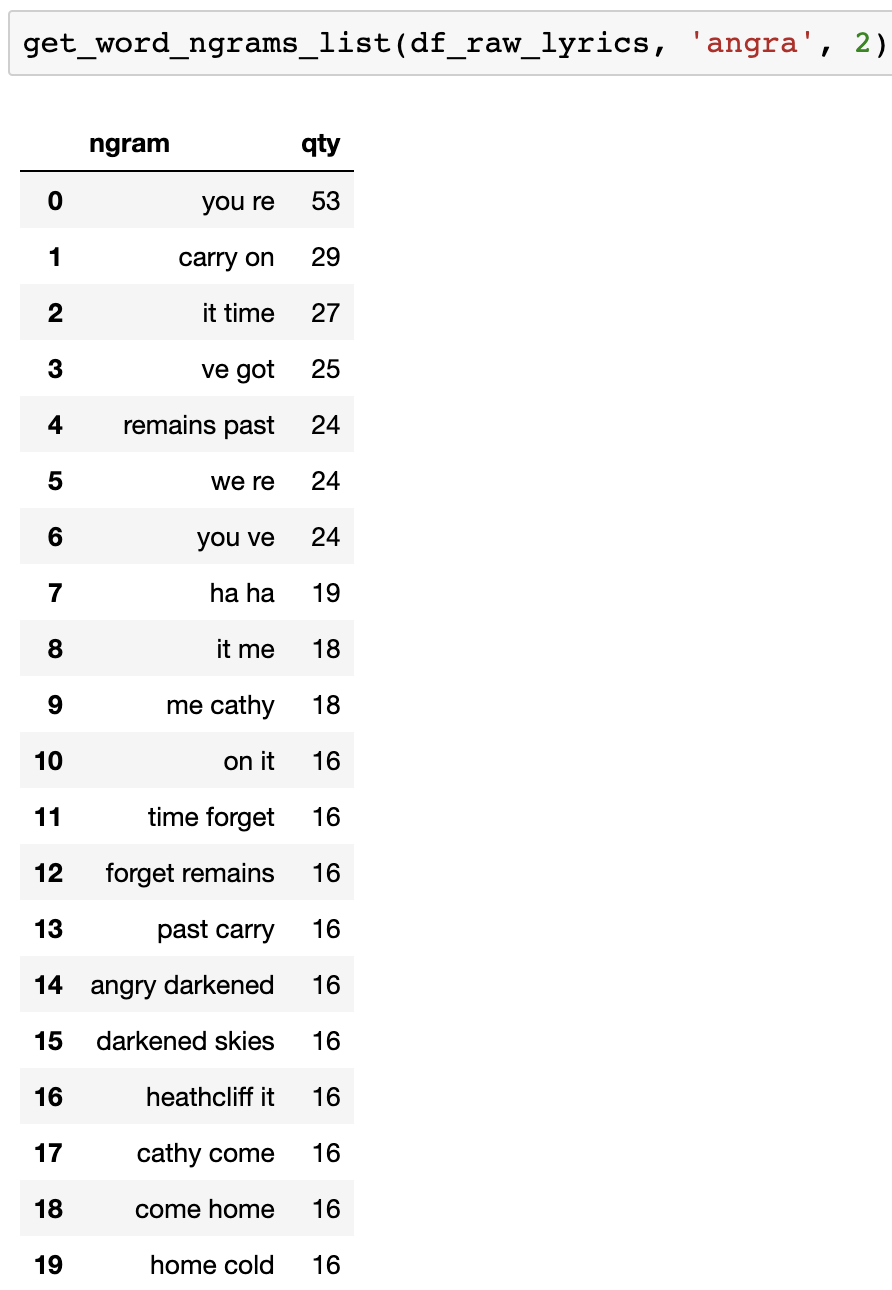 get_word_ngrams_list(df_raw_lyrics, 'angra', 2)
ngram qty
0 you re 53
1 carry on 29
2 it time 27
3 ve got 25
4 remains past 24
5 we re 24
6 you ve 24
7 ha ha 19
8 it me 18
9 me cathy 18
10 on it 16
11 time forget 16
12 forget remains 16
13 past carry 16
14 angry darkened 16
15 darkened skies 16
16 heathcliff it 16
17 cathy come 16
18 come home 16
19 home cold 16